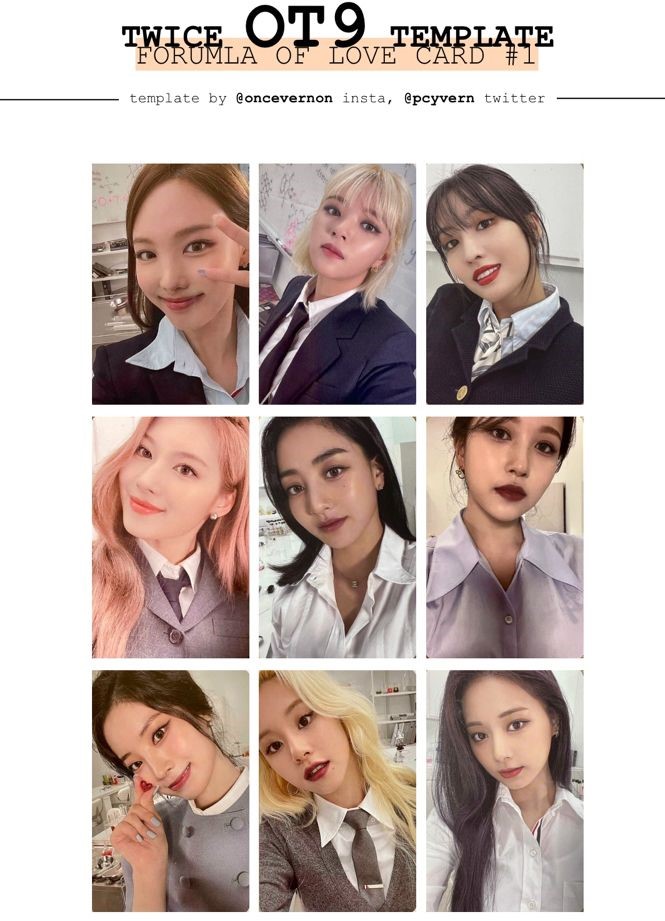 TWICE OT9 TEMPLATE
FORUMLA OF LOVE CARD #1
template by @oncevernon insta, @pcyvern twitter